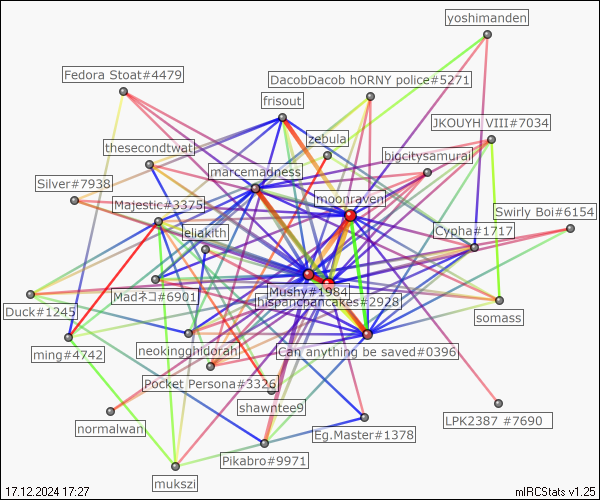 yoshimanden
Fedora Stoat#4479
DacobDacob hORNY police#5271
frisout
JKOUYH VIII#7034
zebula
thesecondtwat
bigcitysamurai
marcemadness
Silver#7938
moonraven
Majestic#3375
Swirly Boi#6154
eliakith
Cypha#1717
Mushy#1984
Madネコ#6901
hispanicpancakes#2928
Duck#1245
somass
ming#4742
neokingghidorah
Can anything be saved#0396
Pocket Persona#3326
shawntee9
normalwan
LPK2387 #7690
Eg.Master#1378
Pikabro#9971
mukszi
17.12.2024 17:27
mIRCStats v1.25